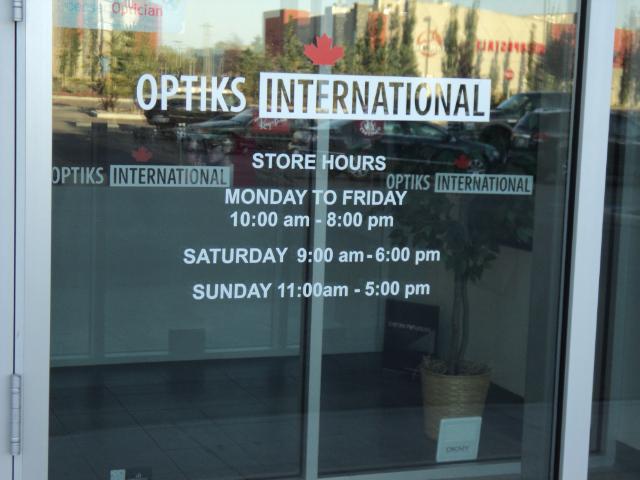 Optician
OPTIKS INTERNATIONAL
STORE HOURS
OPTIKS INTERNATIONAL
OPTIKS INTERNATIONAL
MONDAY TO FRIDAY
10:00 am - 8:00 pm
SATURDAY 9:00 am - 6:00 pm
SUNDAY 11:00am - 5:00 pm
DKNY